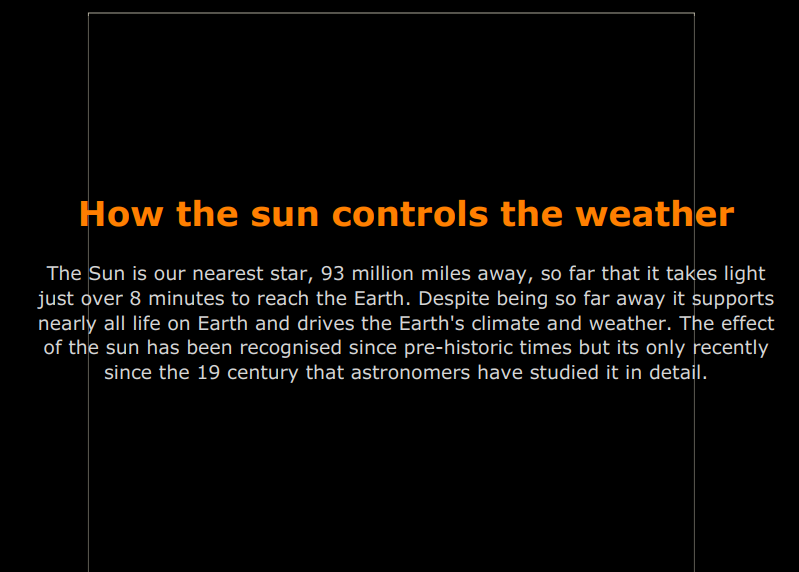 How the sun controls the weather
The Sun is our nearest star, 93 million miles away, so far that it takes light
just over 8 minutes to reach the Earth. Despite being so far away it supports
nearly all life on Earth and drives the Earth's climate and weather. The effect
of the sun has been recognised since pre-historic times but its only recently
since the 19 century that astronomers have studied it in detail.